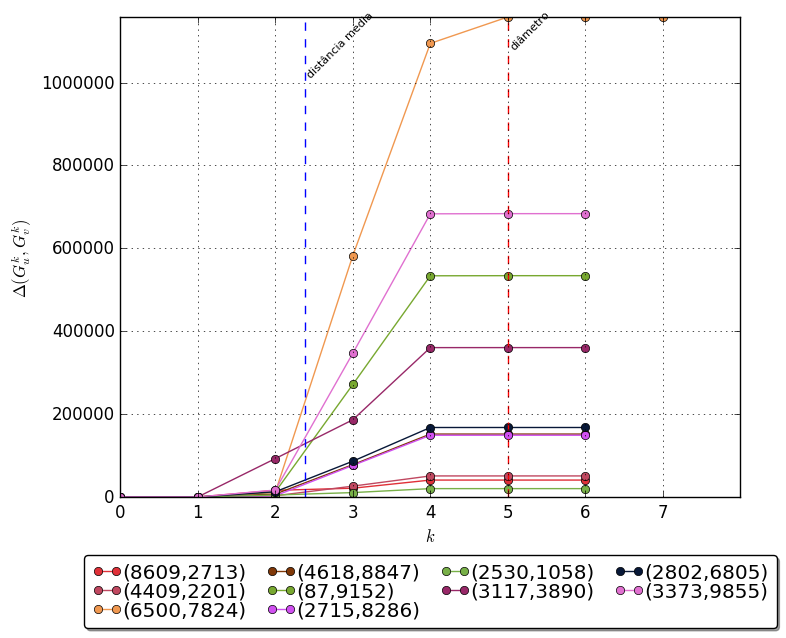 distância média
diâmetro
1000000
800000
600000
400000
200000
0
Δ(G_u^k, G_v^k)
0 1 2 3 4 5 6 7
k
(8609,2713) (4618,8847) (2530,1058) (2802,6805)
(4409,2201) (87,9152) (3117,3890) (3373,9855)
(6500,7824) (2715,8286)